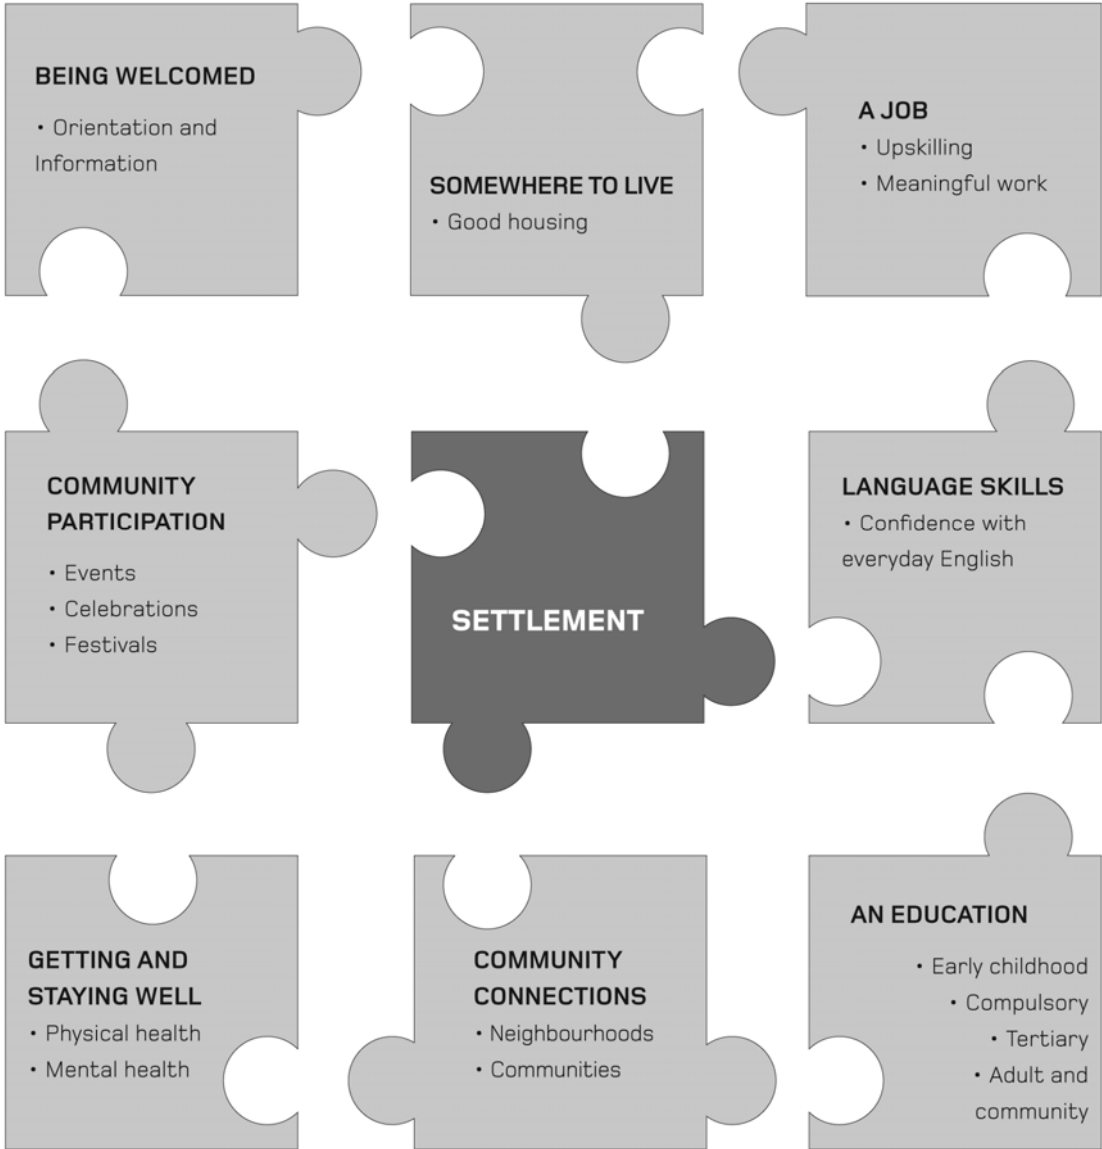 BEING WELCOMED
• Orientation and
Information
SOMEWHERE TO LIVE
• Good housing
A JOB
• Upskilling
• Meaningful work
COMMUNITY
PARTICIPATION
• Events
• Celebrations
• Festivals
SETTLEMENT
LANGUAGE SKILLS
• Confidence with
everyday English
GETTING AND
STAYING WELL
• Physical health
• Mental health
COMMUNITY
CONNECTIONS
• Neighbourhoods
• Communities
AN EDUCATION
• Early childhood
• Compulsory
• Tertiary
• Adult and
community